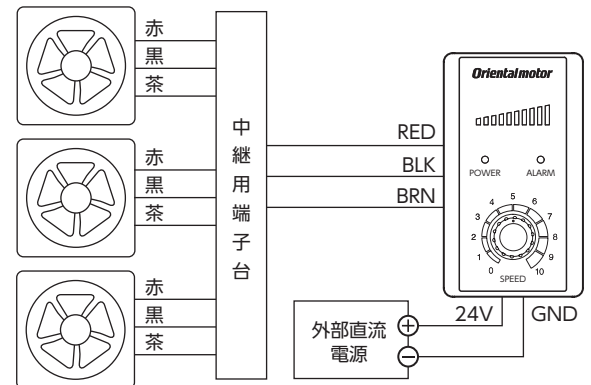 赤
黒
茶
赤
黒
茶
赤
黒
茶
中継用端子台
RED
BLK
BRN
Orientalmotor
POWER
ALARM
0
1
2
3
4
5
6
7
8
9
10
SPEED
24V
GND
外部直流
電源
+
−